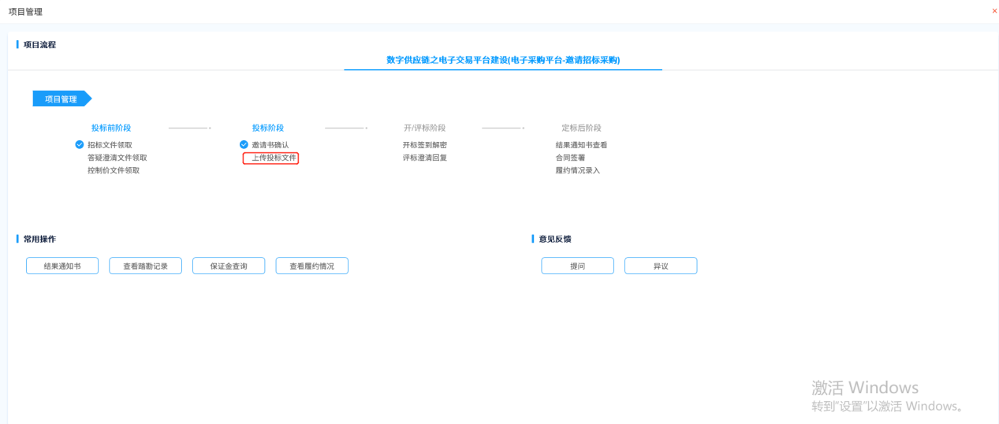 项目管理
×
项目流程
数字供应链之电子交易平台建设(电子采购平台-邀请招标采购)
项目管理
投标前阶段 投标阶段 开/评标阶段 定标后阶段
招标文件领取 邀请书确认 开标签到解密 结果通知书查看
答疑澄清文件领取 上传投标文件 评标澄清回复 合同签署
控制价文件领取 履约情况录入
常用操作 意见反馈
结果通知书 查看踏勘记录 保证金查询 查看履约情况 提问 异议
激活 Windows
转到"设置"以激活 Windows。